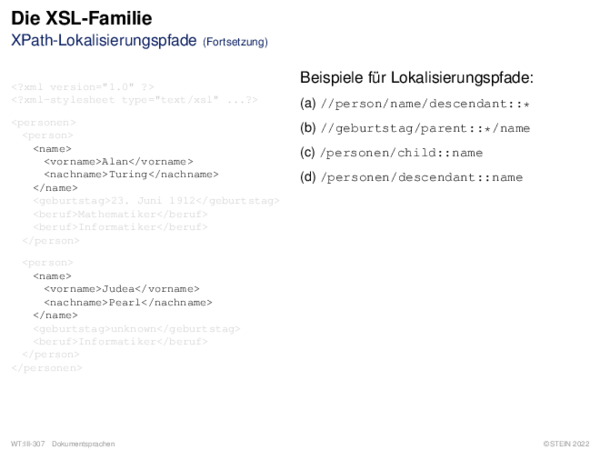 Die XSL-Familie
XPath-Lokalisierungspfade (Fortsetzung)
<?xml version="1.0" ?>
<?xml-stylesheet type="text/xsl" ...?>
<personen>
<person>
<name>
<vorname>Alan</vorname>
<nachname>Turing</nachname>
</name>
<geburtstag>23. Juni 1912</geburtstag>
<beruf>Mathematiker</beruf>
<beruf>Informatiker</beruf>
</person>
<person>
<name>
<vorname>Judea</vorname>
<nachname>Pearl</nachname>
</name>
<geburtstag>unknown</geburtstag>
<beruf>Informatiker</beruf>
</person>
</personen>
Beispiele für Lokalisierungspfade:
(a) //person/name/descendant::*
(b) //geburtstag/parent::*/name
(c) /personen/child::name
(d) /personen/descendant::name
WT:III-307 Dokumentsprachen
©STEIN 2022